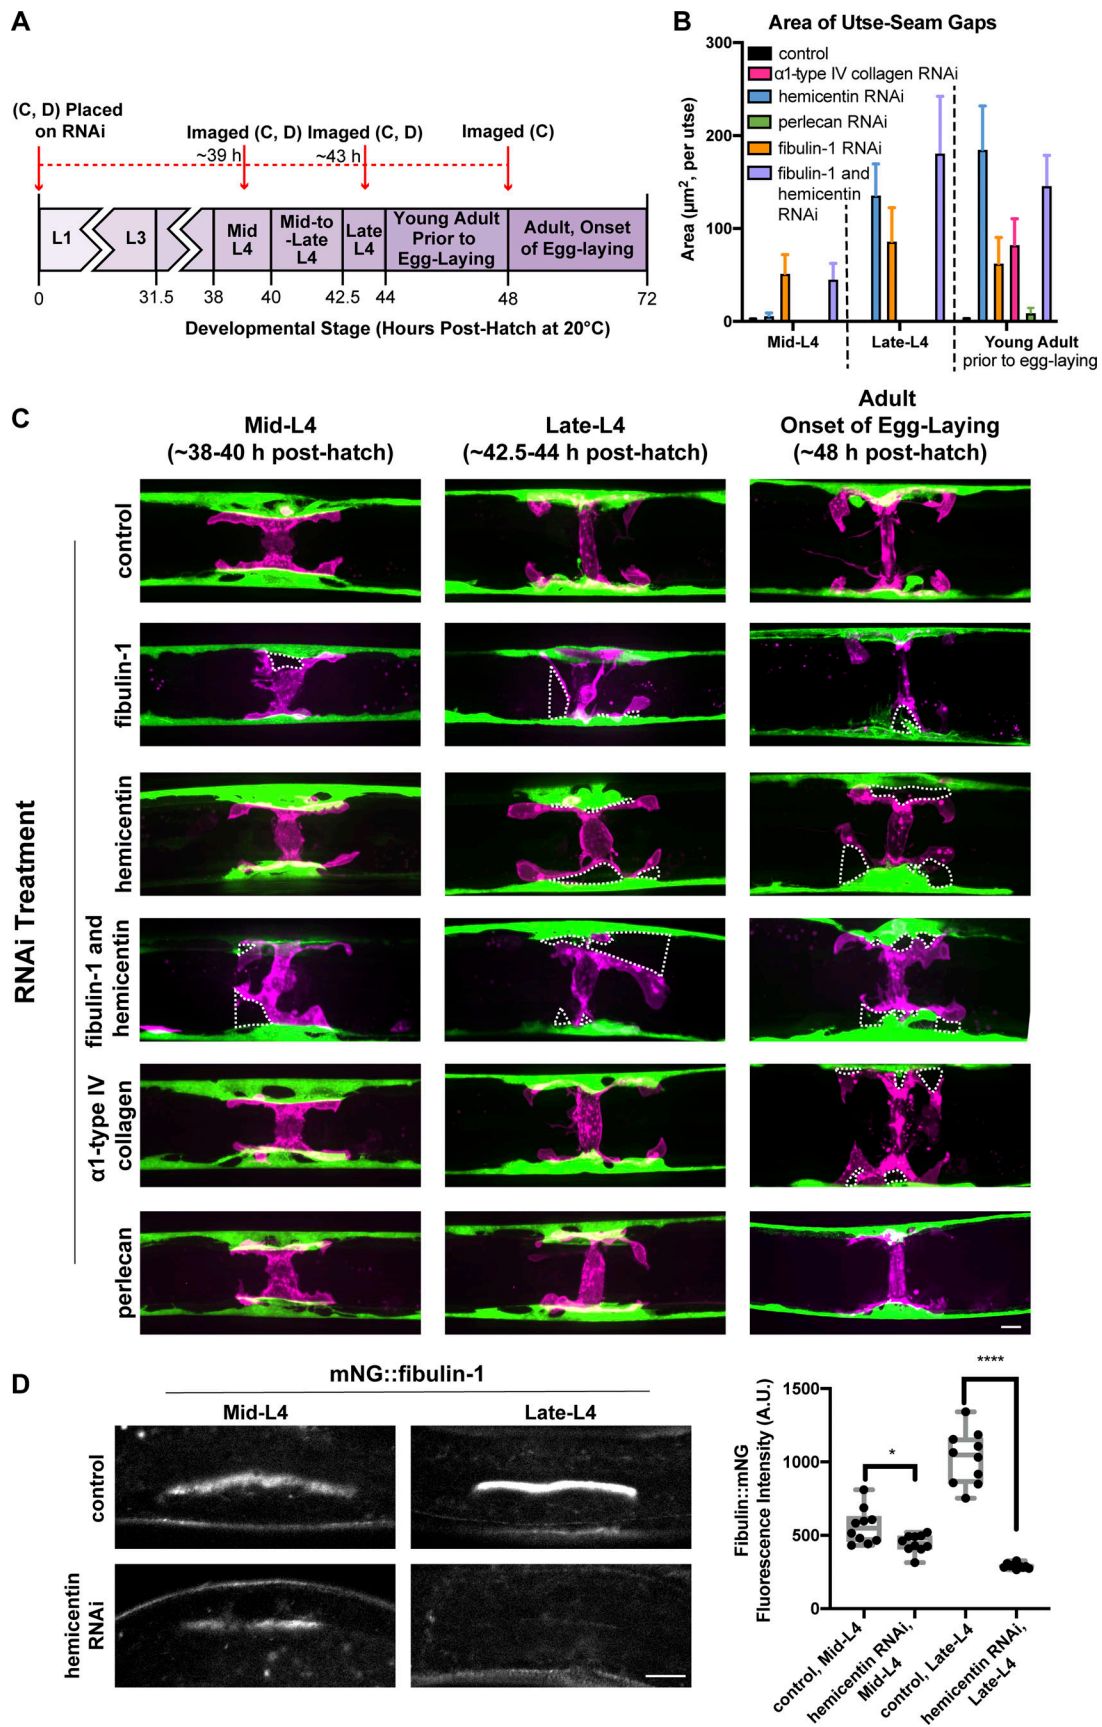 A
(C, D) Placed
on RNAi
Imaged (C, D)
~39 h
Imaged (C, D)
~43 h
Imaged (C)
L1
L3
Mid
L4
Mid-to
-Late
L4
Late
L4
Young Adult
Prior to
Egg-Laying
Adult, Onset
of Egg-laying
0
31.5
38
40
42.5
44
48
72
Developmental Stage (Hours Post-Hatch at 20°C)
B
Area of Utse-Seam Gaps
Area (µm², per utse)
300
200
100
0
control
α1-type IV collagen RNAi
hemicentin RNAi
perlecan RNAi
fibulin-1 RNAi
fibulin-1 and
hemicentin
RNAi
Mid-L4
Late-L4
Young Adult
prior to egg-laying
C
Mid-L4
(~38-40 h post-hatch)
Late-L4
(~42.5-44 h post-hatch)
Adult
Onset of Egg-Laying
(~48 h post-hatch)
RNAi Treatment
control
fibulin-1
hemicentin
fibulin-1 and
hemicentin
α1-type IV
collagen
perlecan
D
mNG::fibulin-1
Mid-L4
Late-L4
control
hemicentin
RNAi
Fibulin::mNG
Fluorescence Intensity (A.U.)
1500
1000
500
0
*
****
control, Mid-L4
hemicentin RNAi,
Mid-L4
control, Late-L4
hemicentin RNAi,
Late-L4